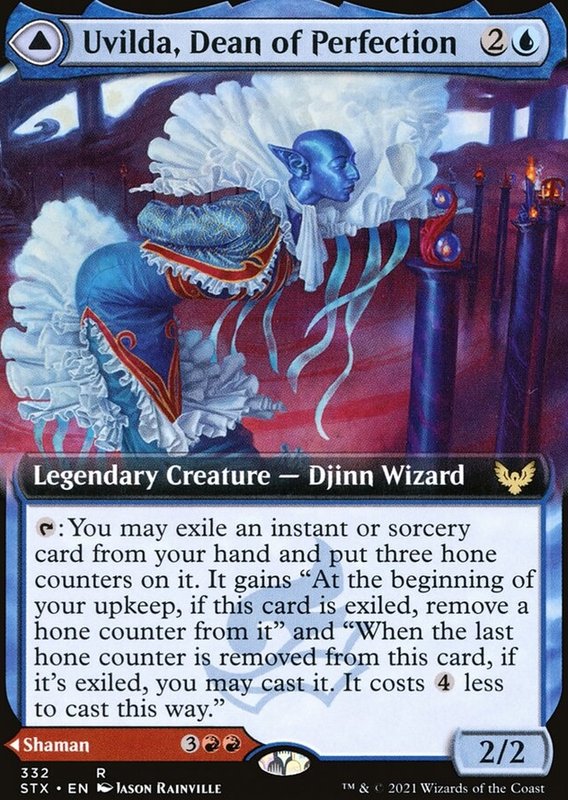 Uvilda, Dean of Perfection 2
Legendary Creature — Djinn Wizard
: You may exile an instant or sorcery
card from your hand and put three hone
counters on it. It gains “At the beginning of
your upkeep, if this card is exiled, remove a
hone counter from it” and “When the last
hone counter is removed from this card, if
it's exiled, you may cast it. It costs 4 less
to cast this way.”
Shaman 3
2/2
332 R
STX • EN Jason Rainville
™ & © 2021 Wizards of the Coast